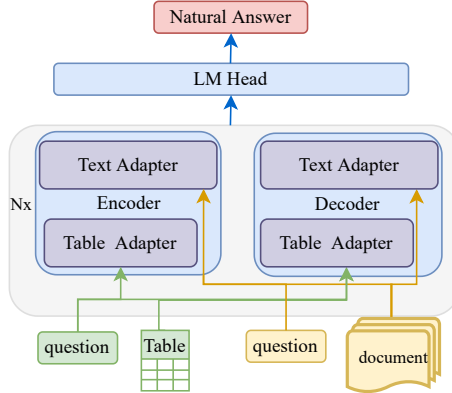 Natural Answer
LM Head
Text Adapter
Text Adapter
Nx
Encoder
Decoder
Table Adapter
Table Adapter
question
Table
question
document